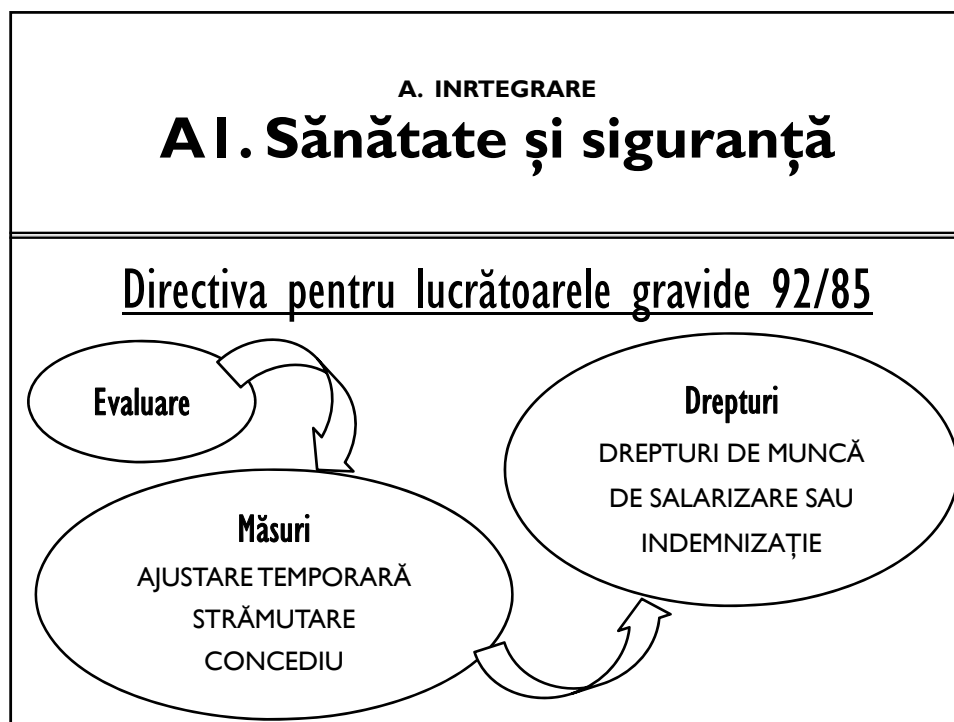 A. INRTEGRARE
A1. Sănătate și siguranță
Directiva pentru lucrătoarele gravide 92/85
Evaluare
Măsuri
AJUSTARE TEMPORARĂ
STRĂMUTARE
CONCEDIU
Drepturi
DREPTURI DE MUNCĂ
DE SALARIZARE SAU
INDEMNIZAȚIE